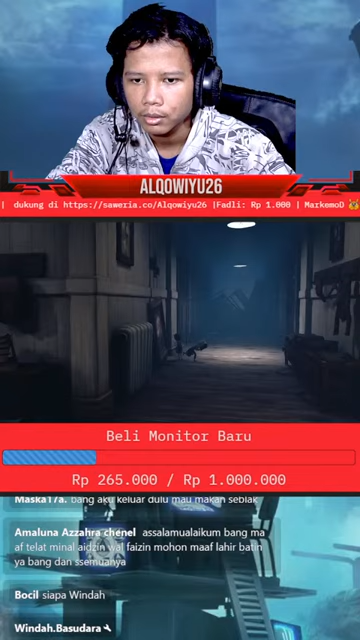 ALQOWIYU26
| dukung di https://saweria.co/Alqowiyu26 |Fadli: Rp 1.000 | MarkemoD
Beli Monitor Baru
Rp 265.000 / Rp 1.000.000
Maska17a. bang aku keluar dulu mau makan seblak
Amaluna Azzahra chenel assalamualaikum bang ma
af telat minal aidzin wal faizin mohon maaf lahir batin
ya bang dan ssemuanya
Bocil siapa Windah
Windah.Basudara